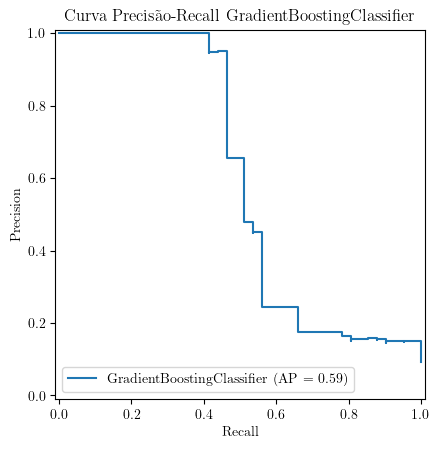 Curva Precisão-Recall GradientBoostingClassifier
1.0
0.8
0.6
0.4
0.2
0.0
Precision
GradientBoostingClassifier (AP = 0.59)
0.0 0.2 0.4 0.6 0.8 1.0
Recall